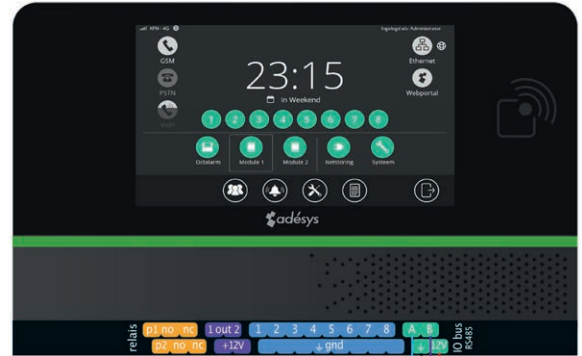 KPN-4G
Ingelogd als: Administrator
GSM
Ethernet
PSTN
23:15
In Weekend
Webportal
VoIP
1 2 3 4 5 6 7 8
Octalarm
Module 1
Module 2
Netstoring
Systeem
adésys
relais
p1 no nc
1 out 2
1 2 3 4 5 6 7 8
A B
p2 no nc
+12V
gnd
12V
IO bus
RS485